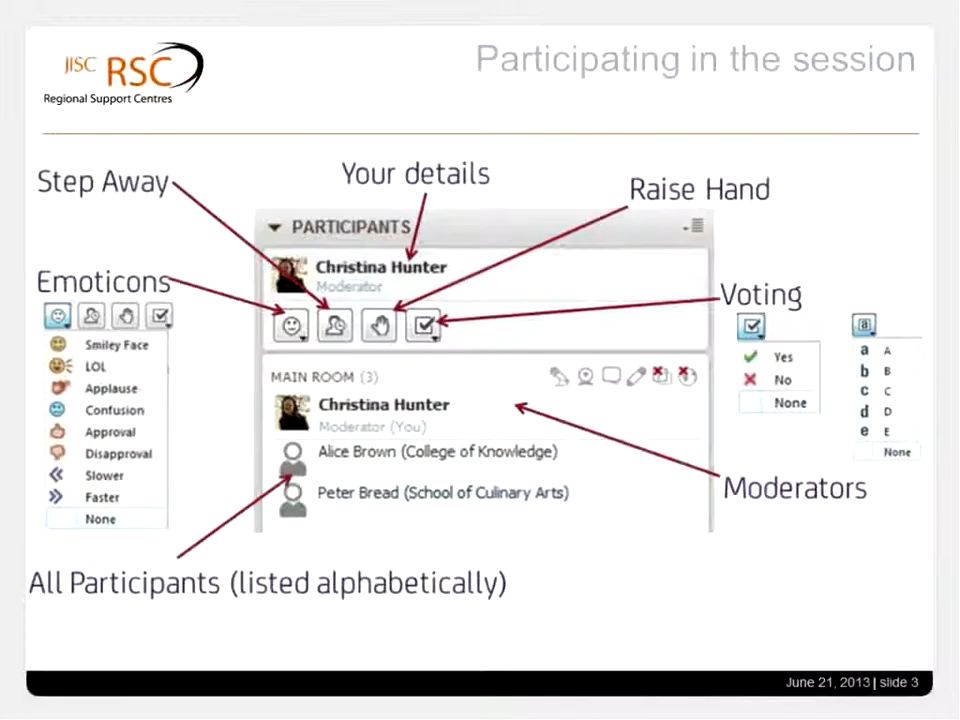 JISC RSC
Regional Support Centres
Participating in the session
Step Away
Your details
Raise Hand
PARTICIPANTS
Christina Hunter
Moderator
Emoticons
Smiley Face
LOL
Applause
Confusion
Approval
Disapproval
Slower
Faster
None
Voting
Yes
No
None
a
a A
b B
c C
d D
e E
None
MAIN ROOM (3)
Christina Hunter
Moderator (You)
Alice Brown (College of Knowledge)
Peter Bread (School of Culinary Arts)
Moderators
All Participants (listed alphabetically)
June 21, 2013 | slide 3